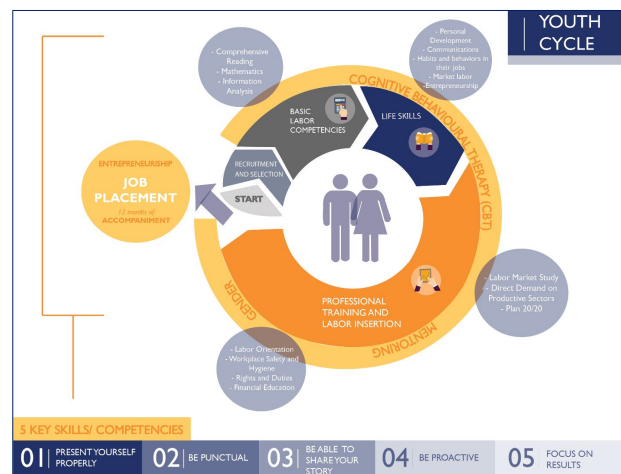 YOUTH
CYCLE
- Comprehensive
Reading
- Mathematics
- Information
Analysis
- Personal
Development
- Communications
- Habits and behaviors in
their jobs
- Market labor
-Entrepreneurship
COGNITIVE BEHAVIOURAL THERAPY (CBT)
BASIC
LABOR
COMPETENCIES
LIFE SKILLS
RECRUITMENT
AND SELECTION
START
ENTREPRENEURSHIP
JOB
PLACEMENT
12 months of
ACCOMPANIMENT
PROFESSIONAL
TRAINING AND
LABOR INSERTION
GENDER
MENTORING
- Labor Market Study
- Direct Demand on
Productive Sectors
- Plan 20/20
- Labor Orientation
- Workplace Safety and
Hygiene
- Rights and Duties
- Financial Education
5 KEY SKILLS/ COMPETENCIES
01 PRESENT YOURSELF
PROPERLY
02 BE PUNCTUAL
03 BE ABLE TO
SHARE YOUR
STORY
04 BE PROACTIVE
05 FOCUS ON
RESULTS